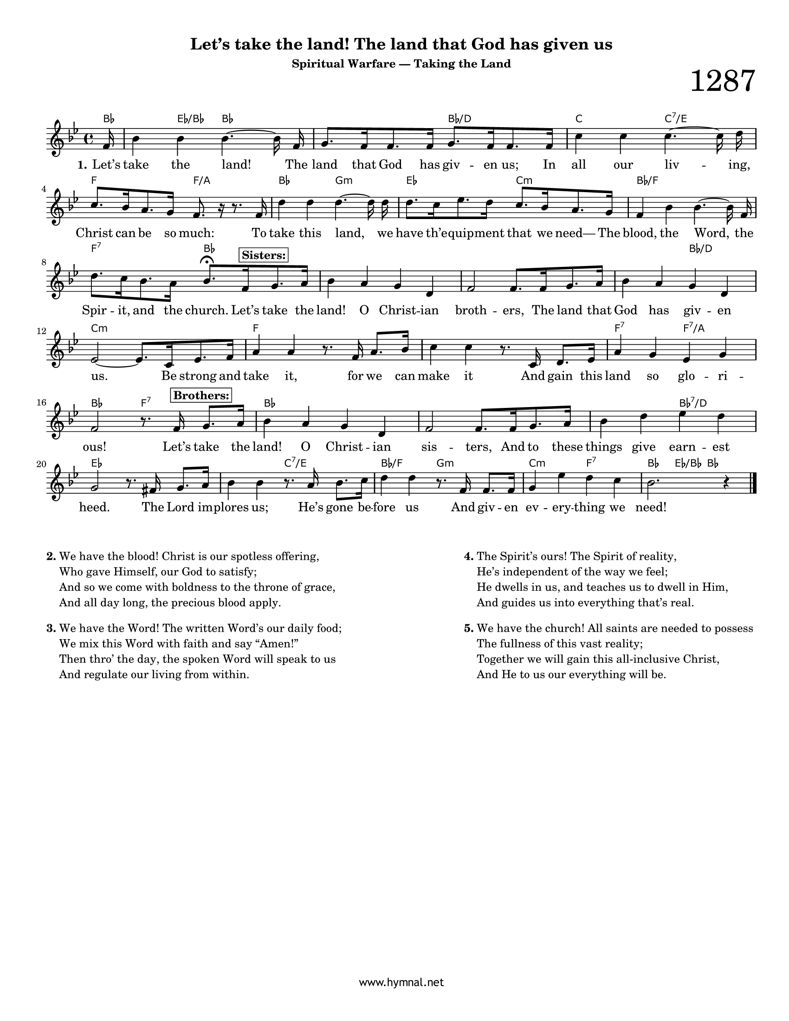 Let's take the land! The land that God has given us
Spiritual Warfare — Taking the Land
1287
B♭ E♭/B♭ B♭ B♭/D C C7/E
1. Let's take the land! The land that God has giv - en us; In all our liv - ing,
4 F F/A B♭ Gm E♭ Cm B♭/F
Christ can be so much: To take this land, we have th'equipment that we need— The blood, the Word, the
8 F7 B♭ Sisters: B♭/D
Spir - it, and the church. Let's take the land! O Christ-ian broth - ers, The land that God has giv - en
12 Cm F F7 F7/A
us. Be strong and take it, for we can make it And gain this land so glo - ri -
16 B♭ F7 Brothers: B♭ B♭7/D
ous! Let's take the land! O Christ - ian sis - ters, And to these things give earn - est
20 E♭ C7/E B♭/F Gm Cm F7 B♭ E♭/B♭ B♭
heed. The Lord implores us; He's gone be-fore us And giv - en ev - ery-thing we need!
2. We have the blood! Christ is our spotless offering,
Who gave Himself, our God to satisfy;
And so we come with boldness to the throne of grace,
And all day long, the precious blood apply.
3. We have the Word! The written Word's our daily food;
We mix this Word with faith and say “Amen!”
Then thro' the day, the spoken Word will speak to us
And regulate our living from within.
4. The Spirit's ours! The Spirit of reality,
He's independent of the way we feel;
He dwells in us, and teaches us to dwell in Him,
And guides us into everything that's real.
5. We have the church! All saints are needed to possess
The fullness of this vast reality;
Together we will gain this all-inclusive Christ,
And He to us our everything will be.
www.hymnal.net